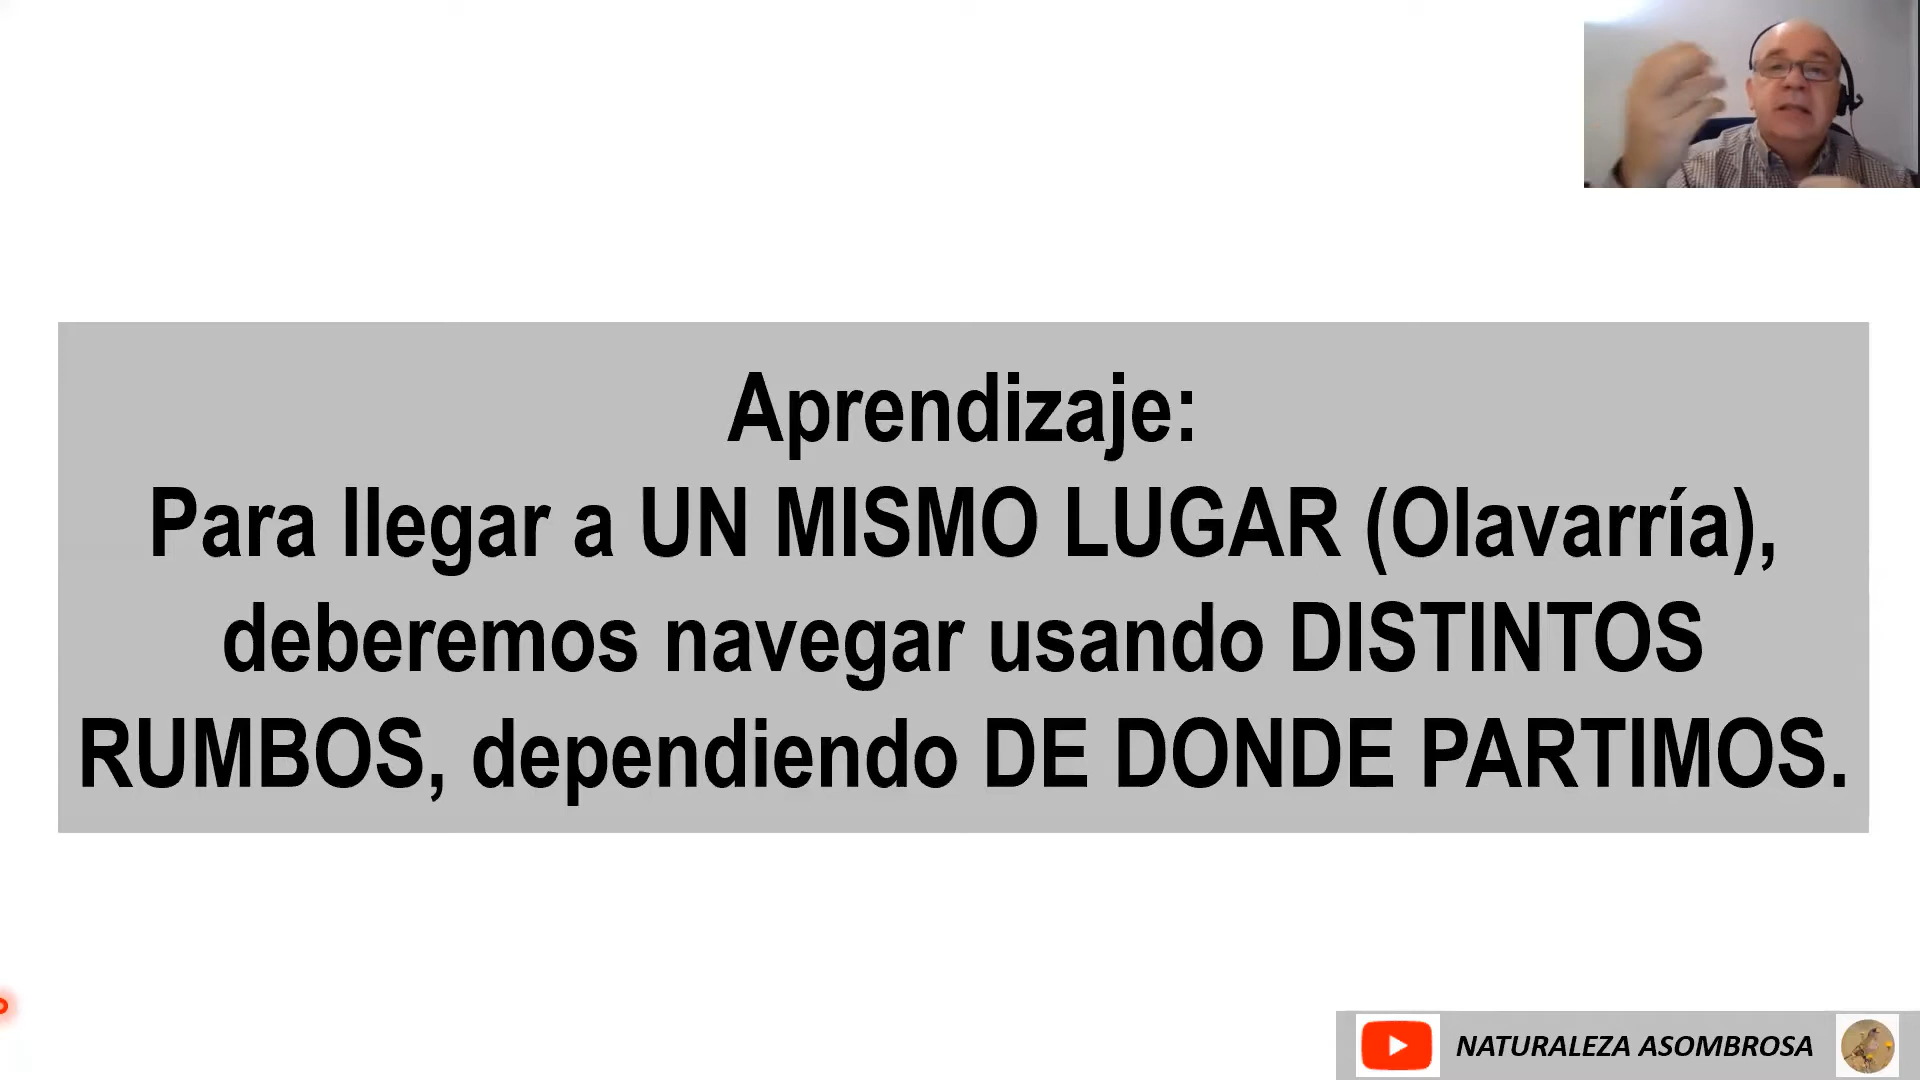 Aprendizaje:
Para llegar a UN MISMO LUGAR (Olavarría),
deberemos navegar usando DISTINTOS
RUMBOS, dependiendo DE DONDE PARTIMOS.
NATURALEZA ASOMBROSA